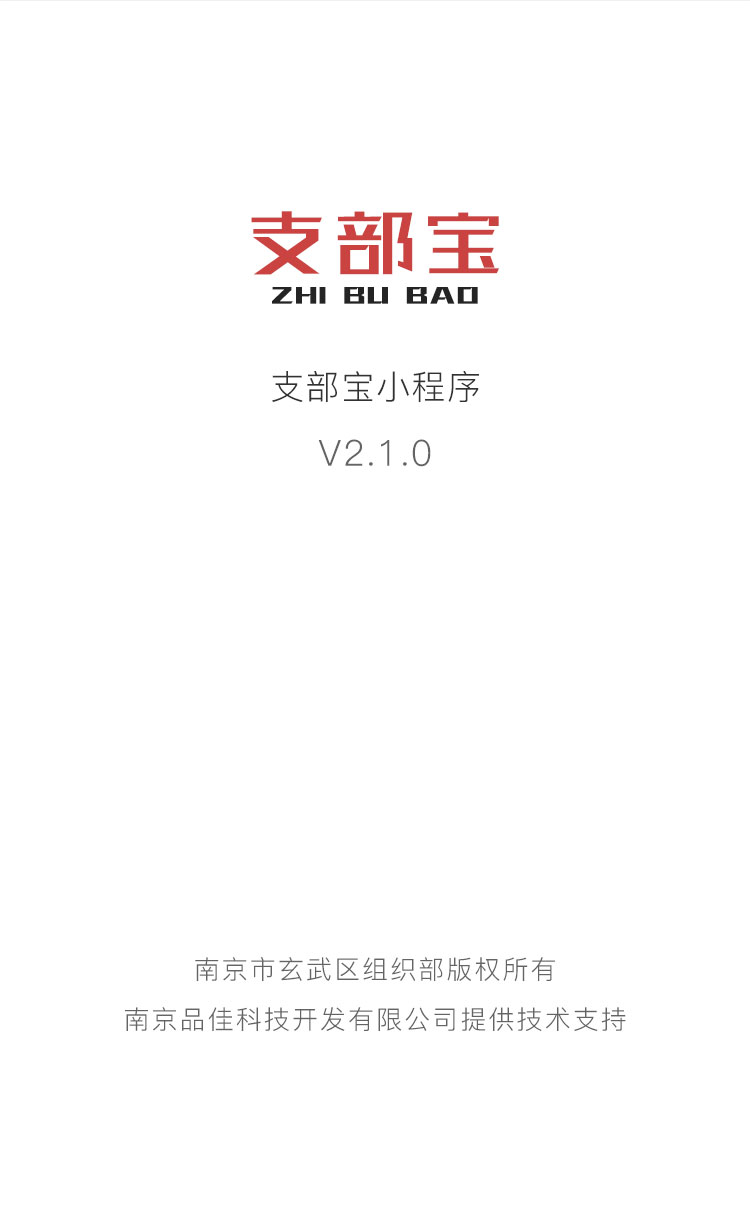 支部宝
ZHI BU BAO
支部宝小程序
V2.1.0
南京市玄武区组织部版权所有
南京品佳科技开发有限公司提供技术支持